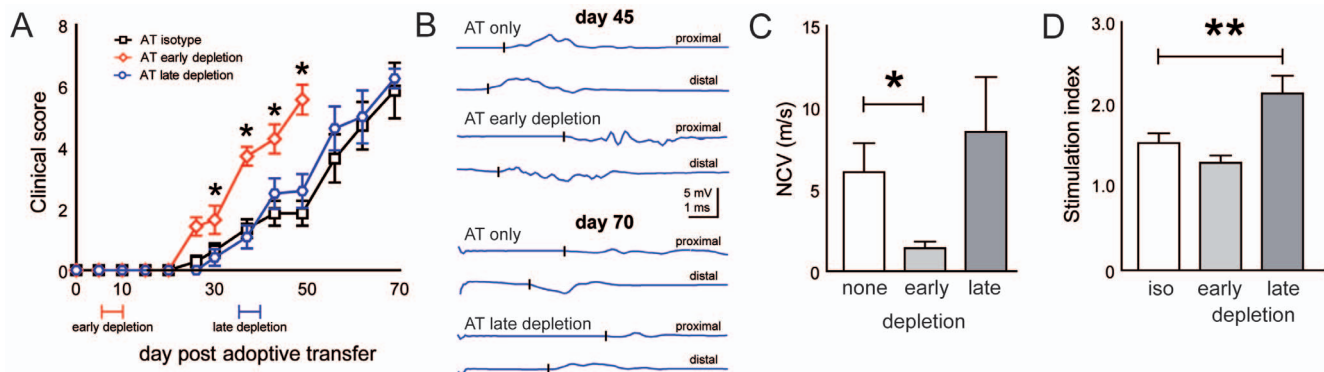 A
Clinical score
8
6
4
2
0
AT isotype
AT early depletion
AT late depletion
*
*
*
*
0 10 30 50 70
early depletion
late depletion
day post adoptive transfer
B
day 45
AT only
proximal
distal
AT early depletion
proximal
distal
5 mV
1 ms
day 70
AT only
proximal
distal
AT late depletion
proximal
distal
C
NCV (m/s)
15
10
5
0
*
none early late
depletion
D
Stimulation index
3.0
2.0
1.0
0
**
iso early late
depletion